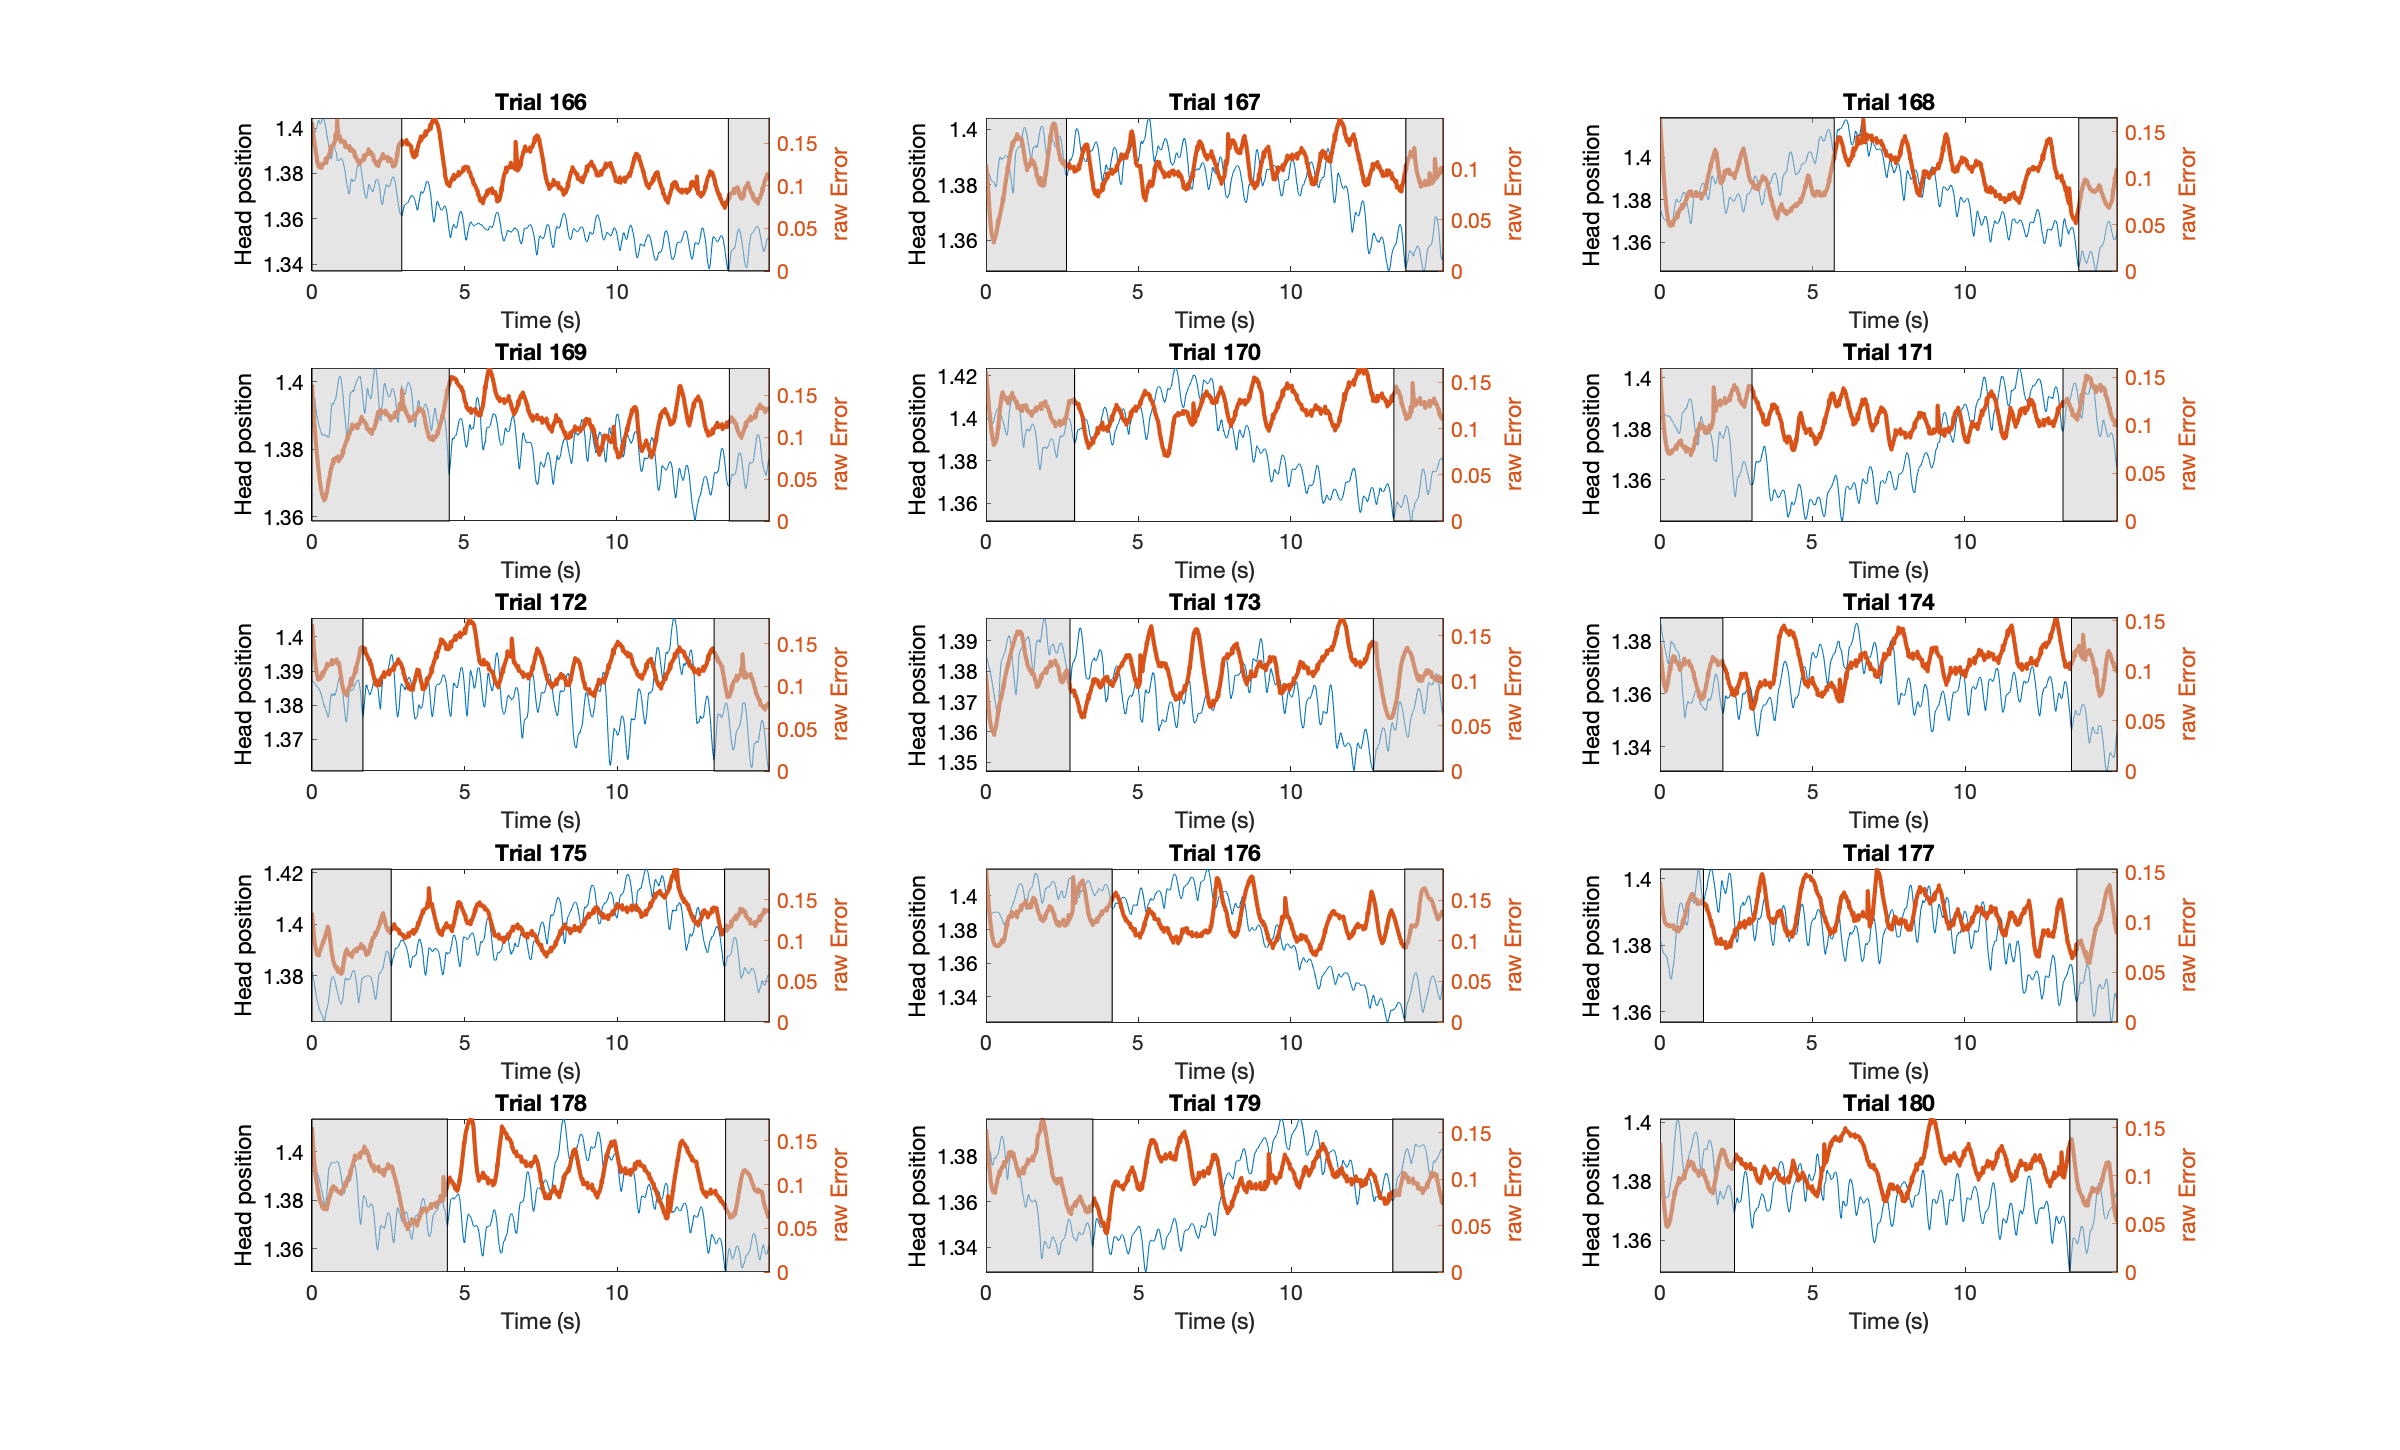 Trial 166
Head position
1.4
1.38
1.36
1.34
0.15
0.1
0.05
0
raw Error
0
5
10
Time (s)
Trial 167
Head position
1.4
1.38
1.36
0.1
0.05
0
raw Error
0
5
10
Time (s)
Trial 168
Head position
1.4
1.38
1.36
0.15
0.1
0.05
0
raw Error
0
5
10
Time (s)
Trial 169
Head position
1.4
1.38
1.36
0.15
0.1
0.05
0
raw Error
0
5
10
Time (s)
Trial 170
Head position
1.42
1.4
1.38
1.36
0.15
0.1
0.05
0
raw Error
0
5
10
Time (s)
Trial 171
Head position
1.4
1.38
1.36
0.15
0.1
0.05
0
raw Error
0
5
10
Time (s)
Trial 172
Head position
1.4
1.39
1.38
1.37
0.15
0.1
0.05
0
raw Error
0
5
10
Time (s)
Trial 173
Head position
1.39
1.38
1.37
1.36
1.35
0.15
0.1
0.05
0
raw Error
0
5
10
Time (s)
Trial 174
Head position
1.38
1.36
1.34
0.15
0.1
0.05
0
raw Error
0
5
10
Time (s)
Trial 175
Head position
1.42
1.4
1.38
0.15
0.1
0.05
0
raw Error
0
5
10
Time (s)
Trial 176
Head position
1.4
1.38
1.36
1.34
0.15
0.1
0.05
0
raw Error
0
5
10
Time (s)
Trial 177
Head position
1.4
1.38
1.36
0.15
0.1
0.05
0
raw Error
0
5
10
Time (s)
Trial 178
Head position
1.4
1.38
1.36
0.15
0.1
0.05
0
raw Error
0
5
10
Time (s)
Trial 179
Head position
1.38
1.36
1.34
0.15
0.1
0.05
0
raw Error
0
5
10
Time (s)
Trial 180
Head position
1.4
1.38
1.36
0.15
0.1
0.05
0
raw Error
0
5
10
Time (s)